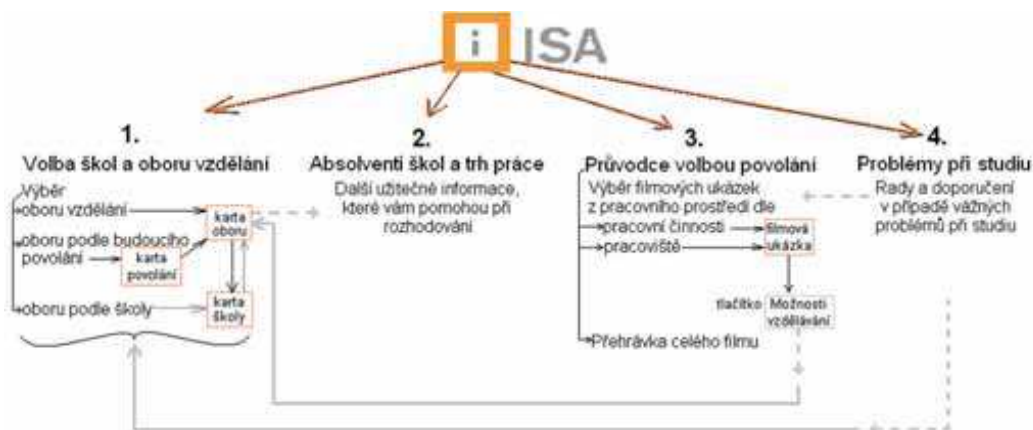 i ISA
1.
Volba škol a oboru vzdělání
Výběr
oboru vzdělání
oboru podle budoucího
povolání
karta
povolání
karta
oboru
oboru podle školy
karta
školy
2.
Absolventi škol a trh práce
Další užitečné informace,
které vám pomohou při
rozhodování
3.
Průvodce volbou povolání
Výběr filmových ukázek
z pracovního prostředí dle
pracovní činnosti
pracoviště
filmová
ukázka
tlačítko
Možnosti
vzdělávání
Přehrávka celého filmu
4.
Problémy při studiu
Rady a doporučení
v případě vážných
problémů při studiu